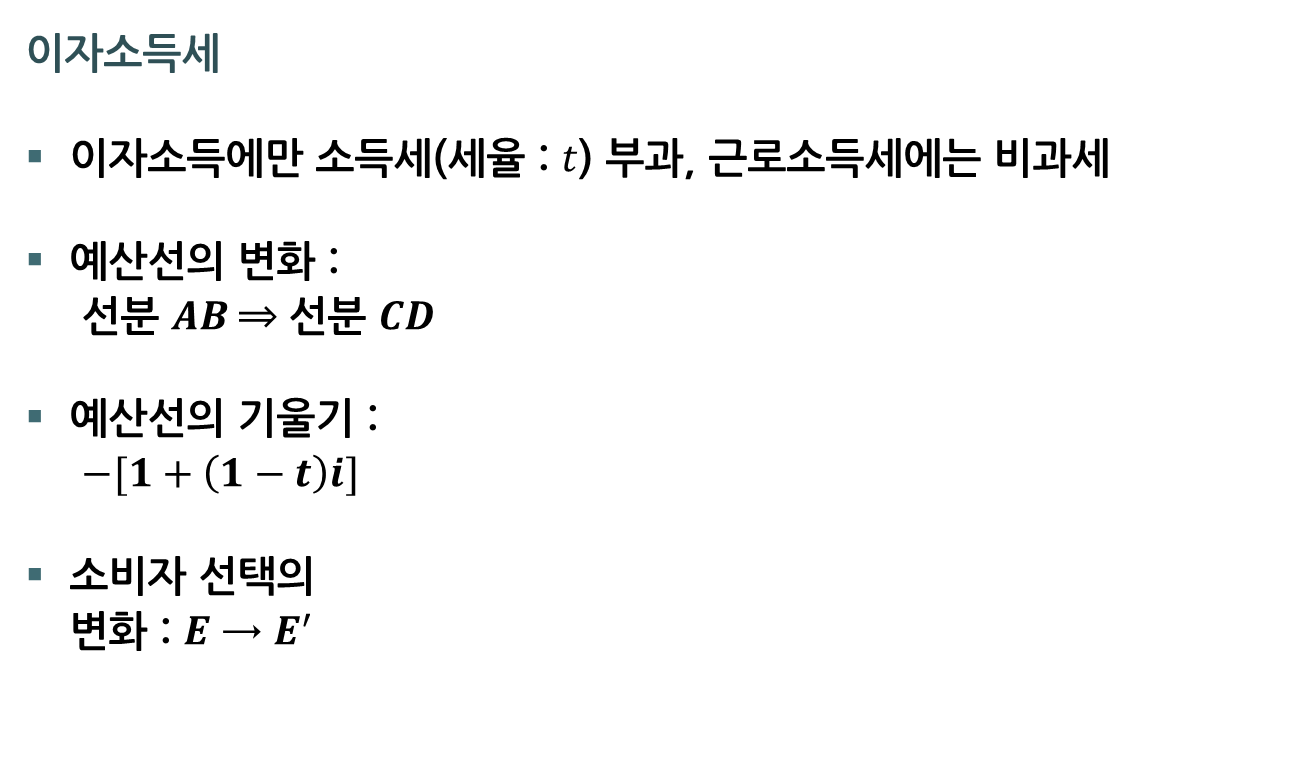 이자소득세
▪ 이자소득에만 소득세(세율 : t) 부과, 근로소득세에는 비과세
▪ 예산선의 변화 :
선분 AB ⇒ 선분 CD
▪ 예산선의 기울기 :
−[1 + (1 − t)i]
▪ 소비자 선택의
변화 : E → E′